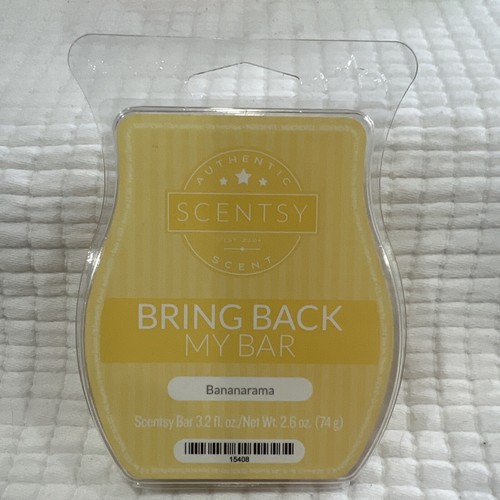 AUTHENTIC
SCENTSY
SCENT
BRING BACK
MY BAR
Bananarama
Scentsy Bar 3.2 fl. oz./Net Wt. 2.6 oz. (74 g)
15408